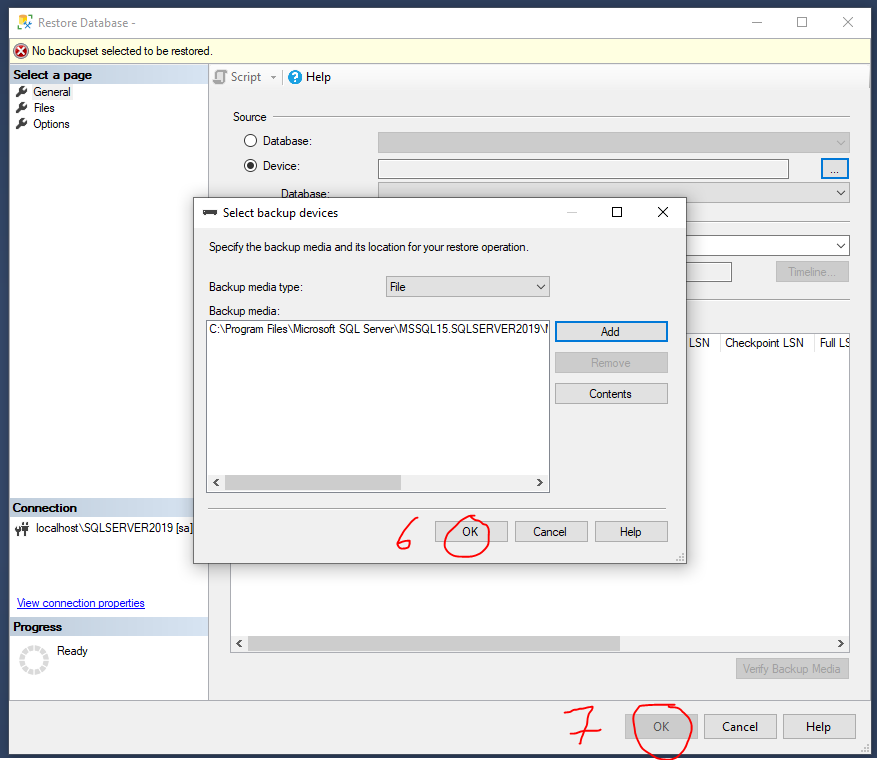 Restore Database -
No backupset selected to be restored.
Select a page
General
Files
Options
Script
Help
Source
Database:
Device:
...
Database:
Timeline...
LSN
Checkpoint LSN
Full LS
Select backup devices
Specify the backup media and its location for your restore operation.
Backup media type:
File
Backup media:
C:\Program Files\Microsoft SQL Server\MSSQL15.SQLSERVER2019\
Add
Remove
Contents
6
OK
Cancel
Help
Connection
localhost\SQLSERVER2019 [sa]
View connection properties
Progress
Ready
Verify Backup Media
7
OK
Cancel
Help